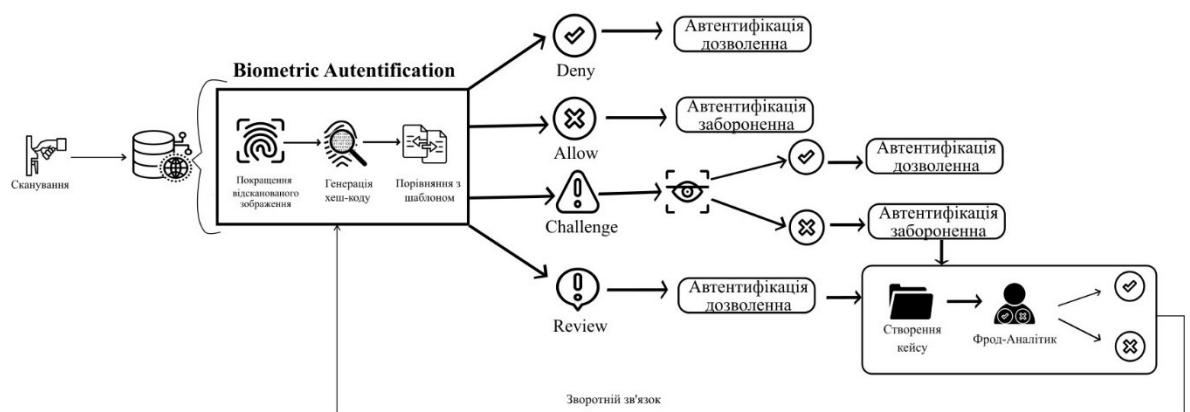 Biometric Autentification
Сканування
Покращення
відсканованого
зображення
Генерація
хеш-коду
Порівняння з
шаблоном
Deny
Автентифікація
дозволенна
Allow
Автентифікація
забороненна
Challenge
Автентифікація
дозволенна
Автентифікація
забороненна
Review
Автентифікація
дозволенна
Створення
кейсу
Фрод-Аналітик
Зворотній зв'язок